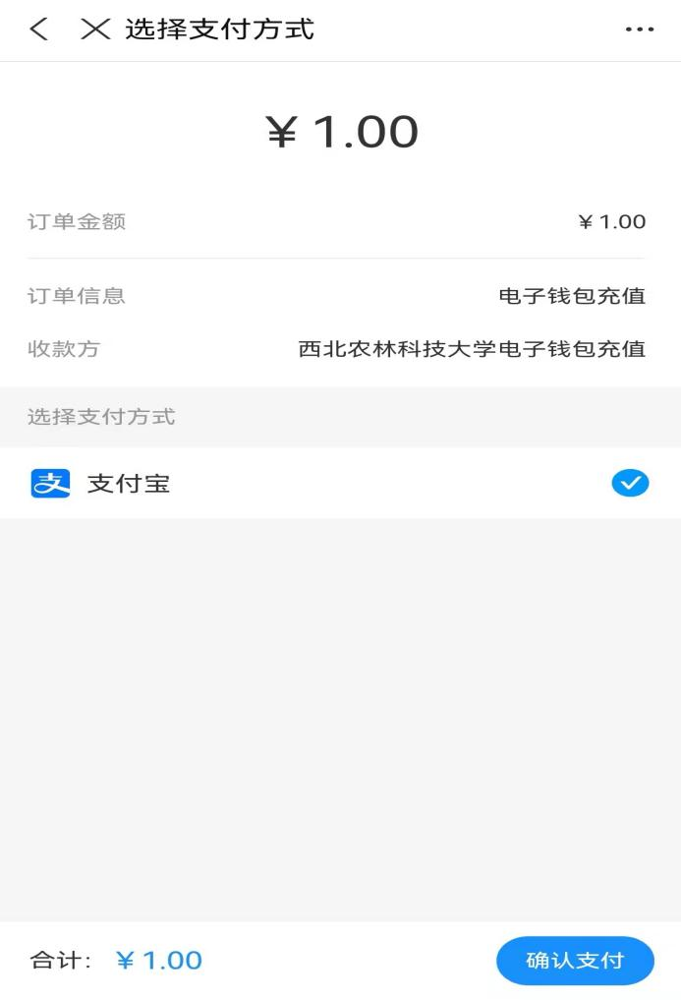 选择支付方式
¥ 1.00
订单金额 ¥ 1.00
订单信息 电子钱包充值
收款方 西北农林科技大学电子钱包充值
选择支付方式
支 支付宝
合计: ¥ 1.00 确认支付